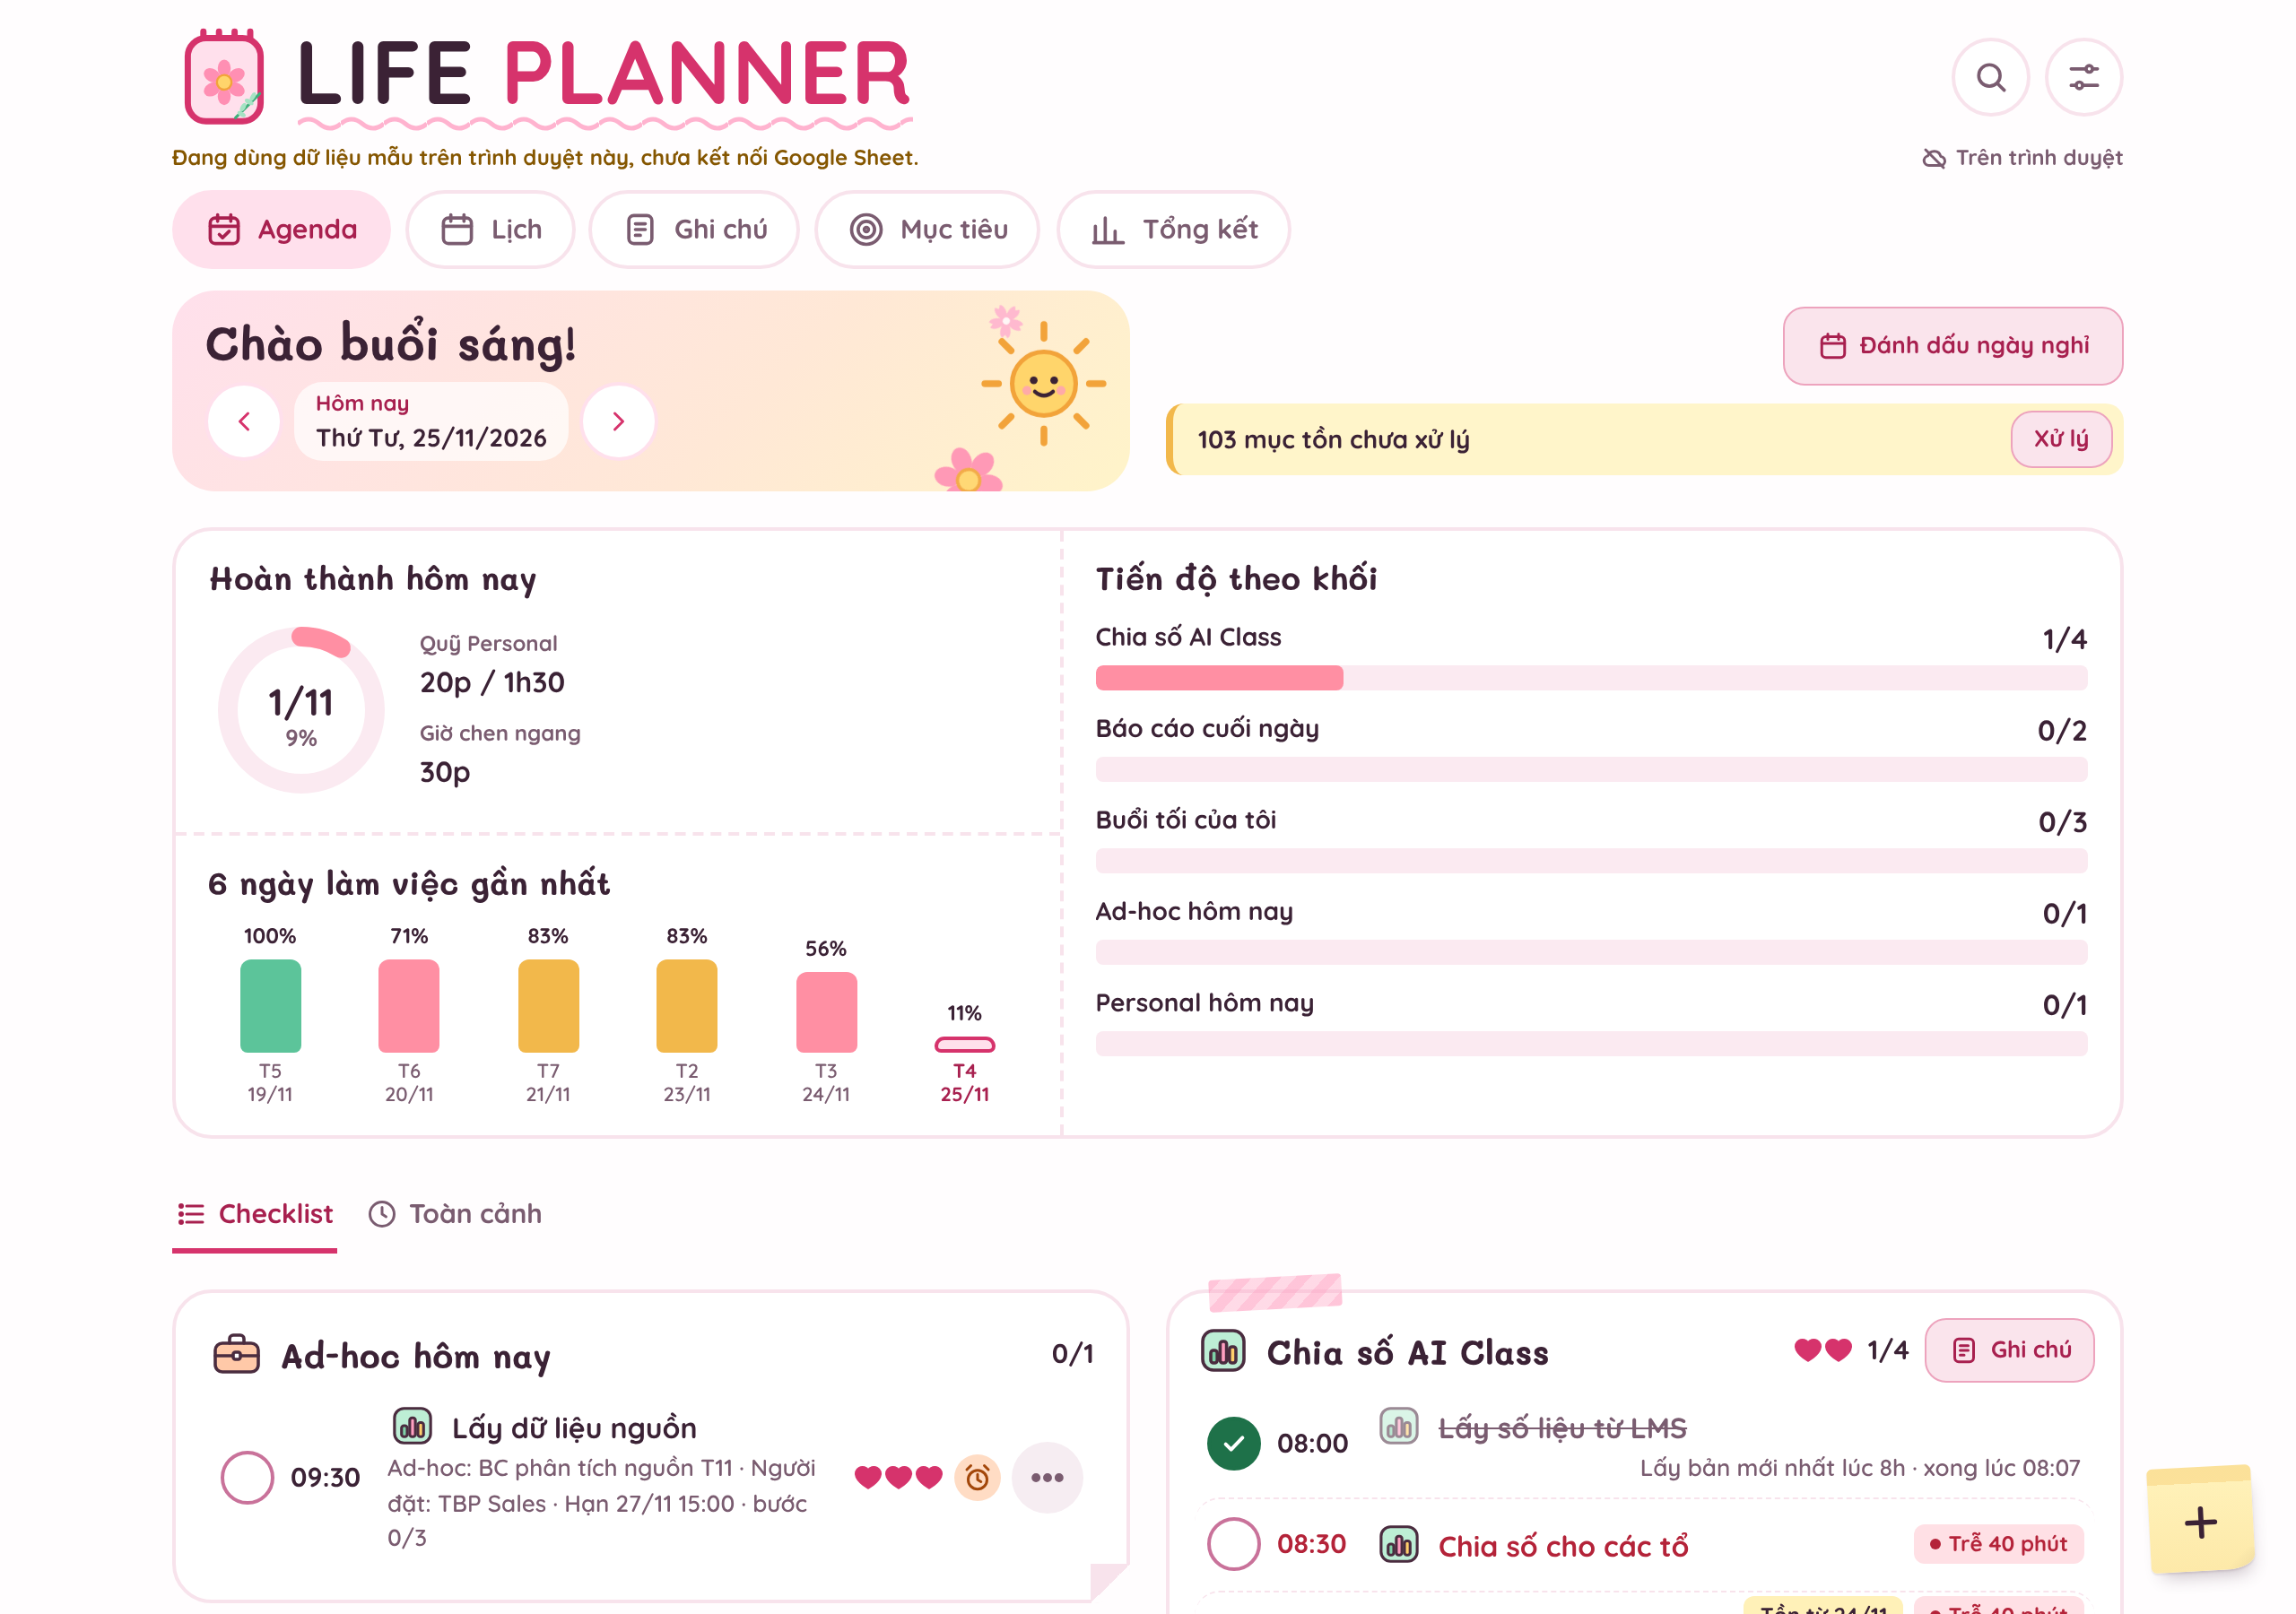 LIFE PLANNER
Đang dùng dữ liệu mẫu trên trình duyệt này, chưa kết nối Google Sheet.
Trên trình duyệt
Agenda
Lịch
Ghi chú
Mục tiêu
Tổng kết
Chào buổi sáng!
Hôm nay
Thứ Tư, 25/11/2026
Đánh dấu ngày nghỉ
103 mục tồn chưa xử lý
Xử lý
Hoàn thành hôm nay
1/11
9%
Quỹ Personal
20p / 1h30
Giờ chen ngang
30p
6 ngày làm việc gần nhất
100%
71%
83%
83%
56%
11%
T5
19/11
T6
20/11
T7
21/11
T2
23/11
T3
24/11
T4
25/11
Tiến độ theo khối
Chia số AI Class
1/4
Báo cáo cuối ngày
0/2
Buổi tối của tôi
0/3
Ad-hoc hôm nay
0/1
Personal hôm nay
0/1
Checklist
Toàn cảnh
Ad-hoc hôm nay
0/1
09:30
Lấy dữ liệu nguồn
Ad-hoc: BC phân tích nguồn T11 · Người
đặt: TBP Sales · Hạn 27/11 15:00 · bước
0/3
Chia số AI Class
1/4
Ghi chú
08:00
Lấy số liệu từ LMS
Lấy bản mới nhất lúc 8h · xong lúc 08:07
08:30
Chia số cho các tổ
Trễ 40 phút
Tồn từ 24/11
Trễ 40 phút